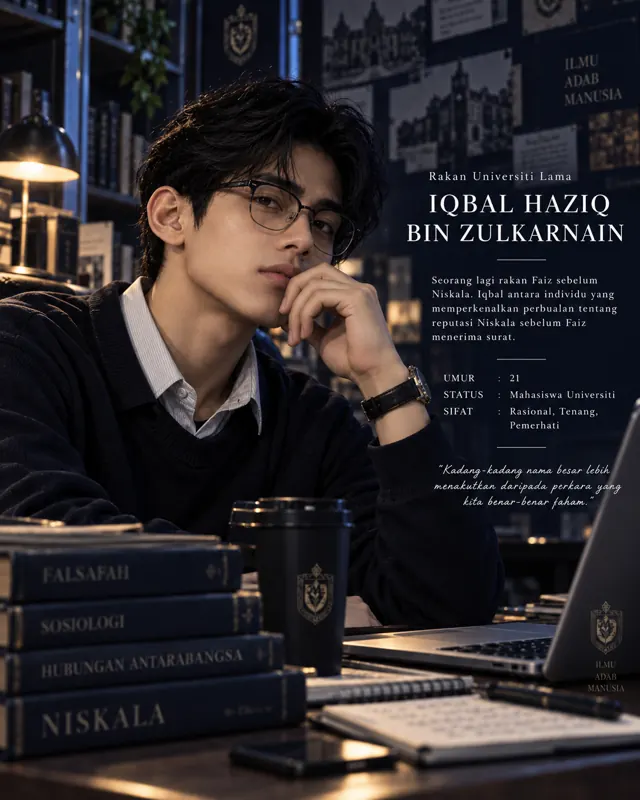 ILMU
ADAB
MANUSIA
Rakan Universiti Lama
IQBAL HAZIQ
BIN ZULKARNAIN
Seorang lagi rakan Faiz sebelum
Niskala. Iqbal antara individu yang
memperkenalkan perbualan tentang
reputasi Niskala sebelum Faiz
menerima surat.
UMUR : 21
STATUS : Mahasiswa Universiti
SIFAT : Rasional, Tenang,
Pemerhati
"Kadang-kadang nama besar lebih
menakutkan daripada perkara yang
kita benar-benar faham."
FALSAFAH
SOSIOLOGI
HUBUNGAN ANTARABANGSA
NISKALA
ILMU
ADAB
MANUSIA